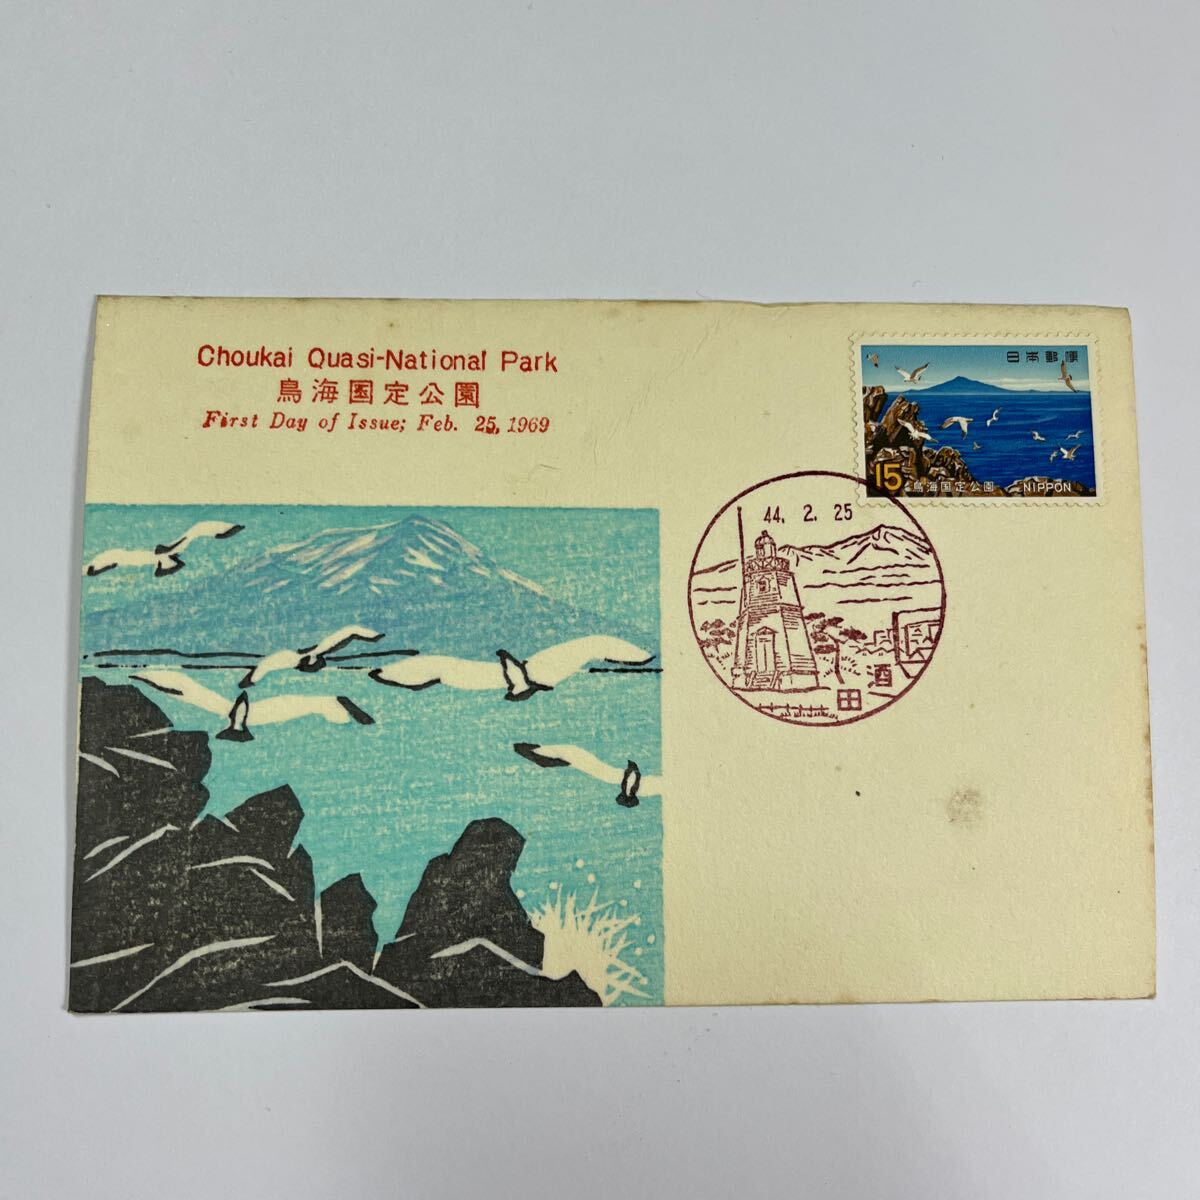 Choukai Quasi-National Park
鳥海国定公園
First Day of Issue; Feb. 25, 1969
日本郵便
15
鳥海国定公園 NIPPON
44. 2. 25
酒田